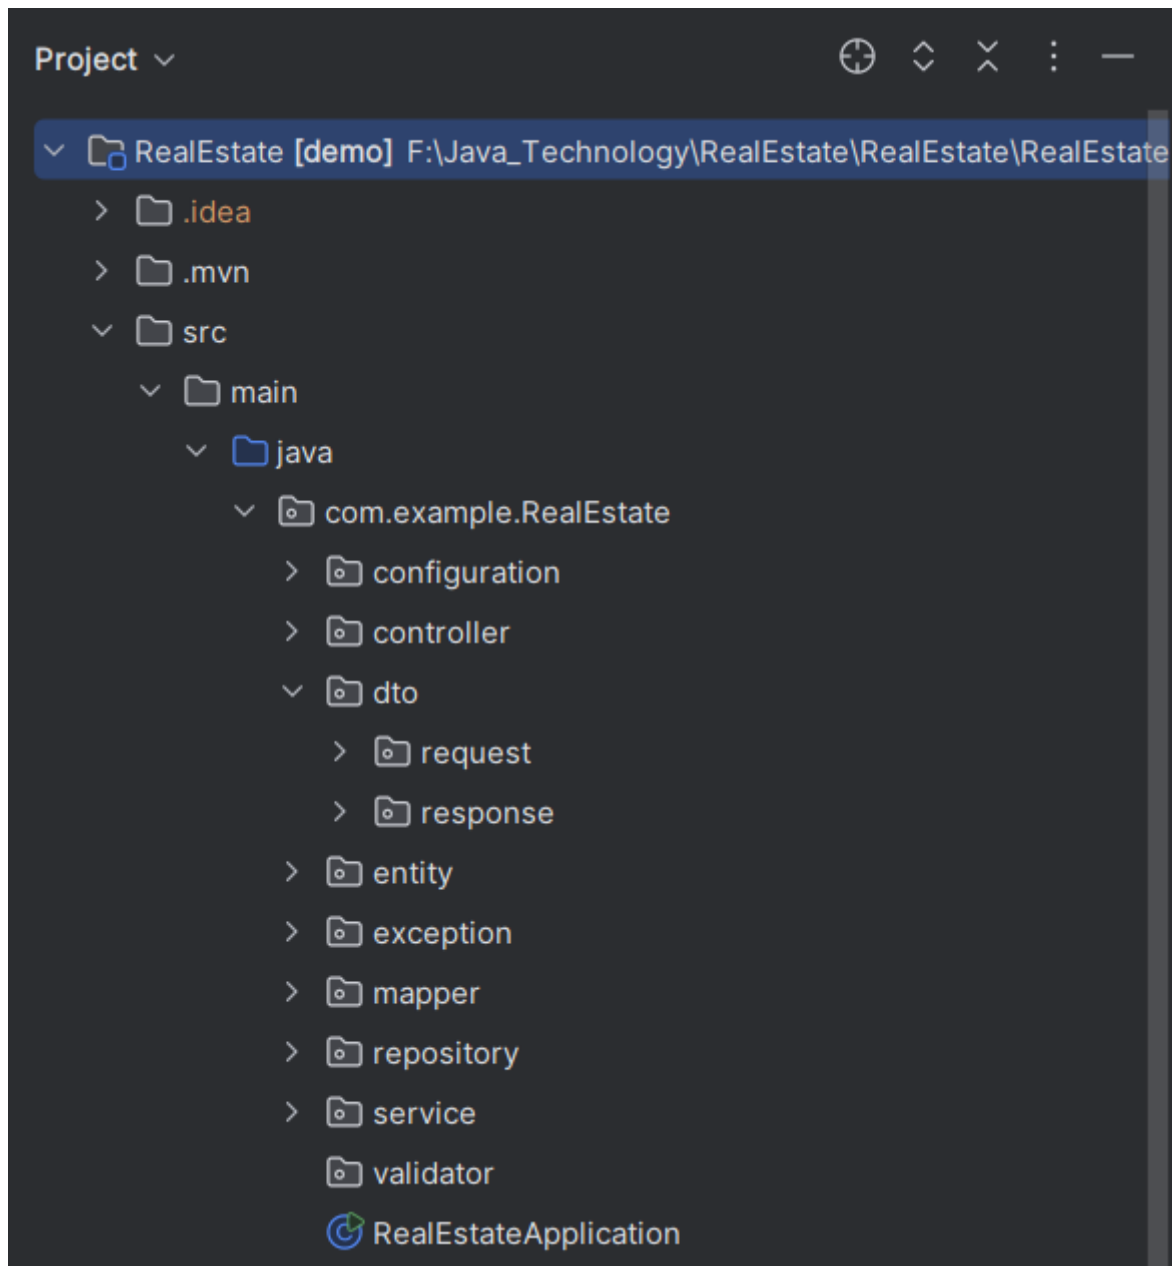 Project
RealEstate [demo] F:\Java_Technology\RealEstate\RealEstate\RealEstate
.idea
.mvn
src
main
java
com.example.RealEstate
configuration
controller
dto
request
response
entity
exception
mapper
repository
service
validator
RealEstateApplication